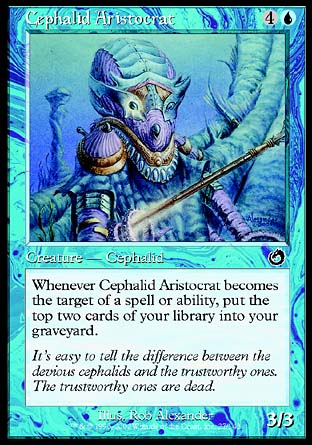 Cephalid Aristocrat 4
Creature — Cephalid
Whenever Cephalid Aristocrat becomes
the target of a spell or ability, put the
top two cards of your library into your
graveyard.
It's easy to tell the difference between the
devious cephalids and the trustworthy ones.
The trustworthy ones are dead.
Illus. Rob Alexander
3/3